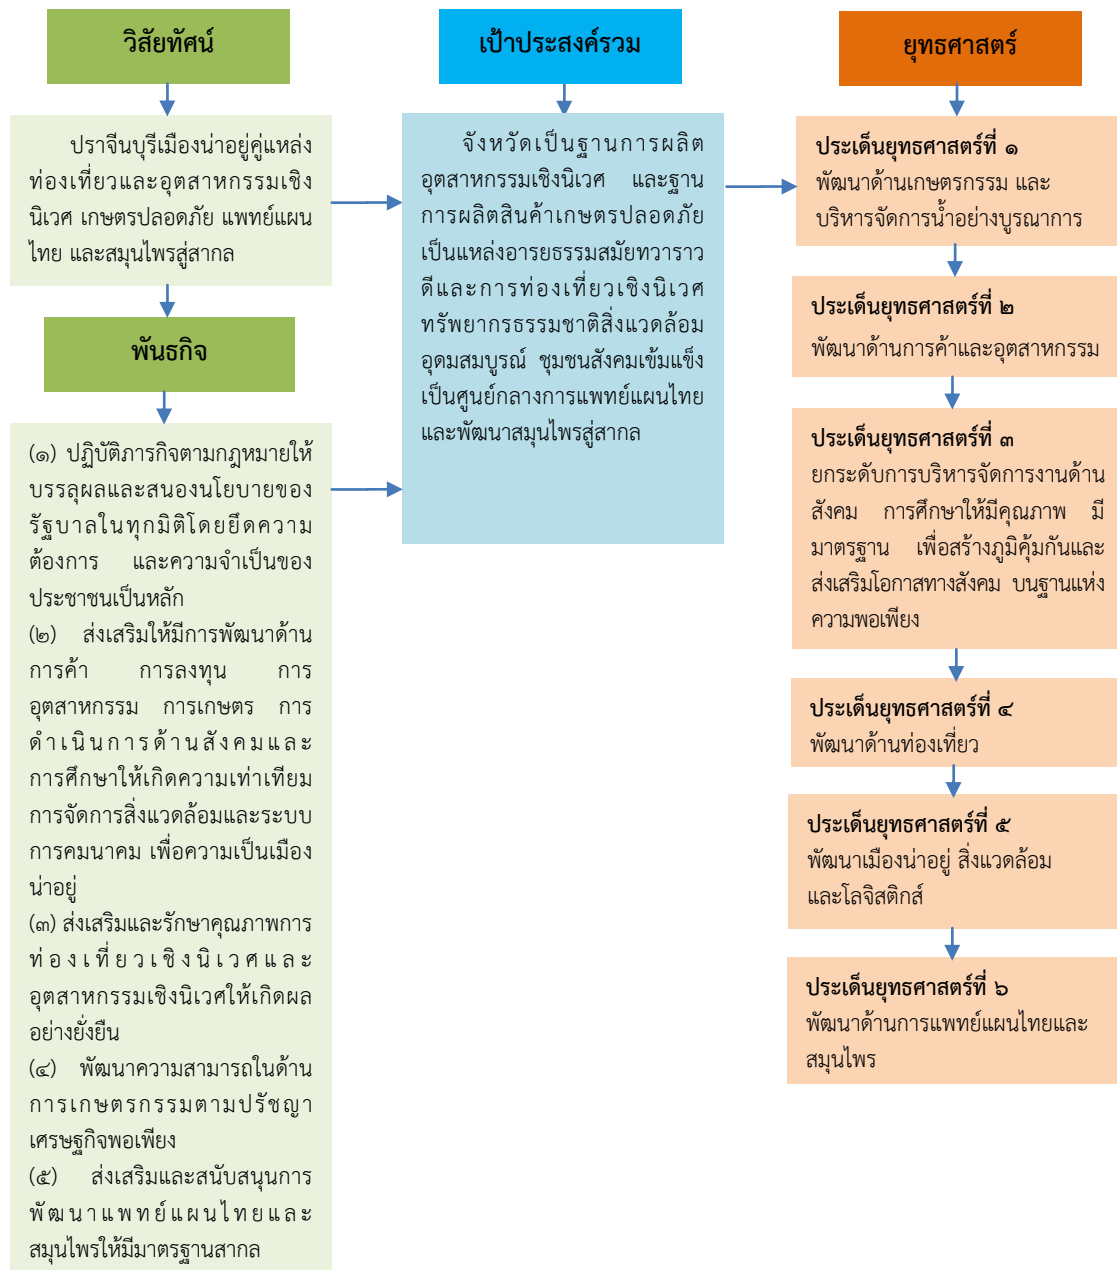 วิสัยทัศน์
ปราจีนบุรีเมืองน่าอยู่คู่แหล่ง
ท่องเที่ยวและอุตสาหกรรมเชิง
นิเวศ เกษตรปลอดภัย แพทย์แผน
ไทย และสมุนไพรสู่สากล
พันธกิจ
(๑) ปฏิบัติภารกิจตามกฎหมายให้
บรรลุผลและสนองนโยบายของ
รัฐบาลในทุกมิติโดยยึดความ
ต้องการ และความจำเป็นของ
ประชาชนเป็นหลัก
(๒) ส่งเสริมให้มีการพัฒนาด้าน
การค้า การลงทุน การ
อุตสาหกรรม การเกษตร การ
ดำเนินการด้านสังคมและ
การศึกษาให้เกิดความเท่าเทียม
การจัดการสิ่งแวดล้อมและระบบ
การคมนาคม เพื่อความเป็นเมือง
น่าอยู่
(๓) ส่งเสริมและรักษาคุณภาพการ
ท่องเที่ยวเชิงนิเวศและ
อุตสาหกรรมเชิงนิเวศให้เกิดผล
อย่างยั่งยืน
(๔) พัฒนาความสามารถในด้าน
การเกษตรกรรมตามปรัชญา
เศรษฐกิจพอเพียง
(๕) ส่งเสริมและสนับสนุนการ
พัฒนาแพทย์แผนไทยและ
สมุนไพรให้มีมาตรฐานสากล
เป้าประสงค์รวม
จังหวัดเป็นฐานการผลิต
อุตสาหกรรมเชิงนิเวศ และฐาน
การผลิตสินค้าเกษตรปลอดภัย
เป็นแหล่งอารยธรรมสมัยทวาราว
ดีและการท่องเที่ยวเชิงนิเวศ
ทรัพยากรธรรมชาติสิ่งแวดล้อม
อุดมสมบูรณ์ ชุมชนสังคมเข้มแข็ง
เป็นศูนย์กลางการแพทย์แผนไทย
และพัฒนาสมุนไพรสู่สากล
ยุทธศาสตร์
ประเด็นยุทธศาสตร์ที่ ๑
พัฒนาด้านเกษตรกรรม และ
บริหารจัดการน้ำอย่างบูรณาการ
ประเด็นยุทธศาสตร์ที่ ๒
พัฒนาด้านการค้าและอุตสาหกรรม
ประเด็นยุทธศาสตร์ที่ ๓
ยกระดับการบริหารจัดการงานด้าน
สังคม การศึกษาให้มีคุณภาพ มี
มาตรฐาน เพื่อสร้างภูมิคุ้มกันและ
ส่งเสริมโอกาสทางสังคม บนฐานแห่ง
ความพอเพียง
ประเด็นยุทธศาสตร์ที่ ๔
พัฒนาด้านท่องเที่ยว
ประเด็นยุทธศาสตร์ที่ ๕
พัฒนาเมืองน่าอยู่ สิ่งแวดล้อม
และโลจิสติกส์
ประเด็นยุทธศาสตร์ที่ ๖
พัฒนาด้านการแพทย์แผนไทยและ
สมุนไพร